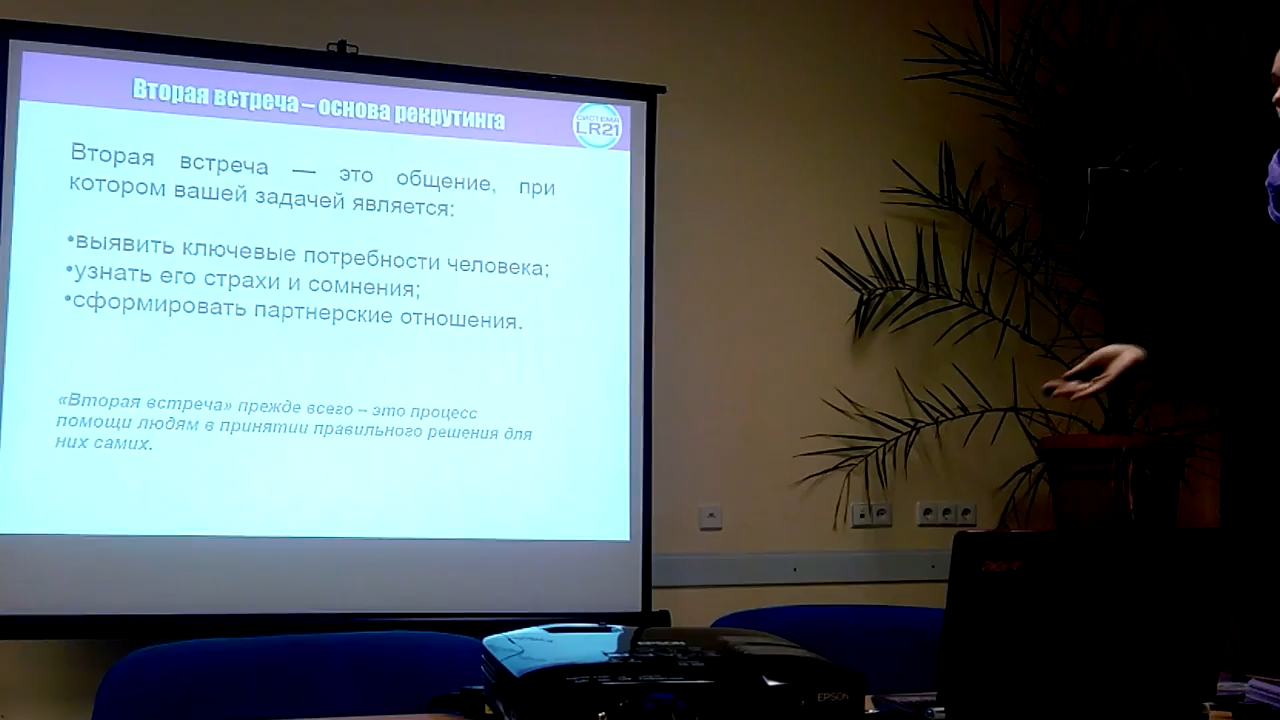 Вторая встреча – основа рекрутинга
СИСТЕМА
LR21
Вторая встреча — это общение, при
котором вашей задачей является:
•выявить ключевые потребности человека;
•узнать его страхи и сомнения;
•сформировать партнерские отношения.
«Вторая встреча» прежде всего – это процесс
помощи людям в принятии правильного решения для
них самих.
acer
EPSON
EPSON